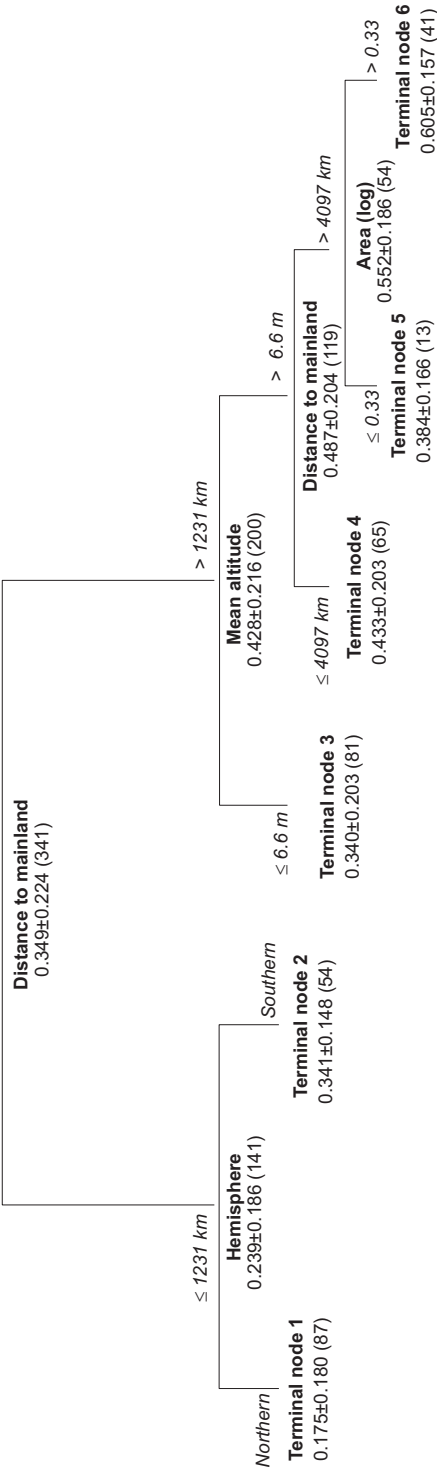 Distance to mainland
0.349±0.224 (341)
≤ 1231 km
> 1231 km
Hemisphere
0.239±0.186 (141)
Mean altitude
0.428±0.216 (200)
Northern
Southern
≤ 6.6 m
> 6.6 m
Terminal node 1
0.175±0.180 (87)
Terminal node 2
0.341±0.148 (54)
Terminal node 3
0.340±0.203 (81)
Distance to mainland
0.487±0.204 (119)
≤ 4097 km
> 4097 km
Terminal node 4
0.433±0.203 (65)
Area (log)
0.552±0.186 (54)
≤ 0.33
> 0.33
Terminal node 5
0.384±0.166 (13)
Terminal node 6
0.605±0.157 (41)